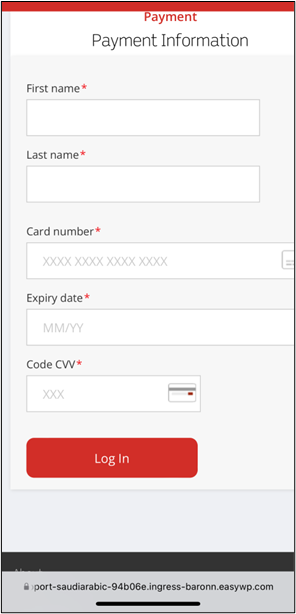 Payment
Payment Information
First name*
Last name*
Card number*
XXXX XXXX XXXX XXXX
Expiry date*
MM/YY
Code CVV*
XXX
Log In
About
port-saudiarabic-94b06e.ingress-baronn.easywp.com